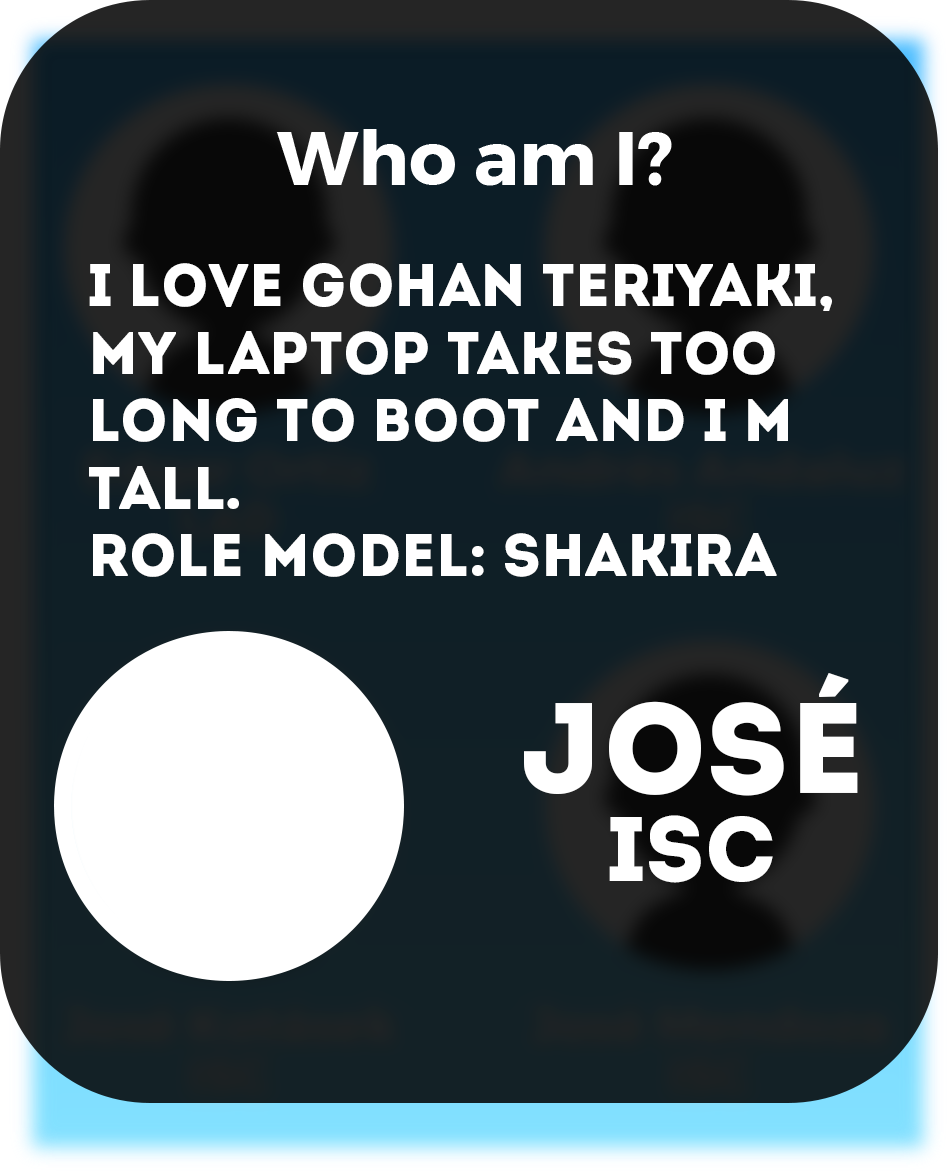 Who am I?
I LOVE GOHAN TERIYAKI,
MY LAPTOP TAKES TOO
LONG TO BOOT AND I M
TALL.
ROLE MODEL: SHAKIRA
JOSÉ
ISC